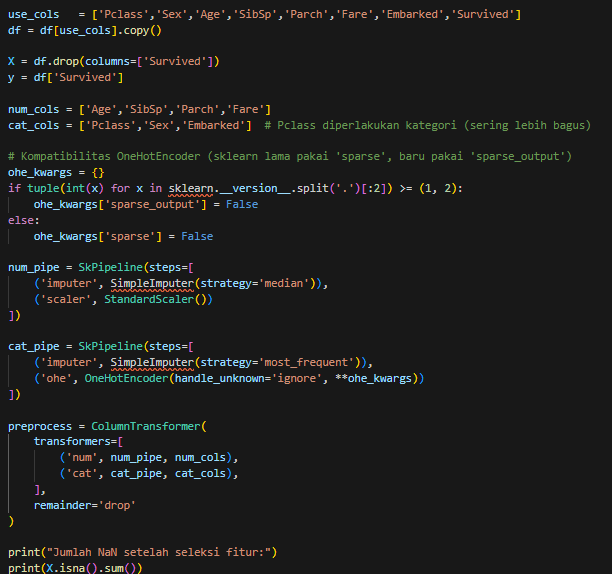 use_cols   = ['Pclass','Sex','Age','SibSp','Parch','Fare','Embarked','Survived']
df = df[use_cols].copy()
X = df.drop(columns=['Survived'])
y = df['Survived']
num_cols = ['Age','SibSp','Parch','Fare']
cat_cols = ['Pclass','Sex','Embarked']  # Pclass diperlakukan kategori (sering lebih bagus)
# Kompatibilitas OneHotEncoder (sklearn lama pakai 'sparse', baru pakai 'sparse_output')
ohe_kwargs = {}
if tuple(int(x) for x in sklearn.__version__.split('.')[:2]) >= (1, 2):
    ohe_kwargs['sparse_output'] = False
else:
    ohe_kwargs['sparse'] = False
num_pipe = SkPipeline(steps=[
    ('imputer', SimpleImputer(strategy='median')),
    ('scaler', StandardScaler())
])
cat_pipe = SkPipeline(steps=[
    ('imputer', SimpleImputer(strategy='most_frequent')),
    ('ohe', OneHotEncoder(handle_unknown='ignore', **ohe_kwargs))
])
preprocess = ColumnTransformer(
    transformers=[
        ('num', num_pipe, num_cols),
        ('cat', cat_pipe, cat_cols),
    ],
    remainder='drop'
)
print("Jumlah NaN setelah seleksi fitur:")
print(X.isna().sum())